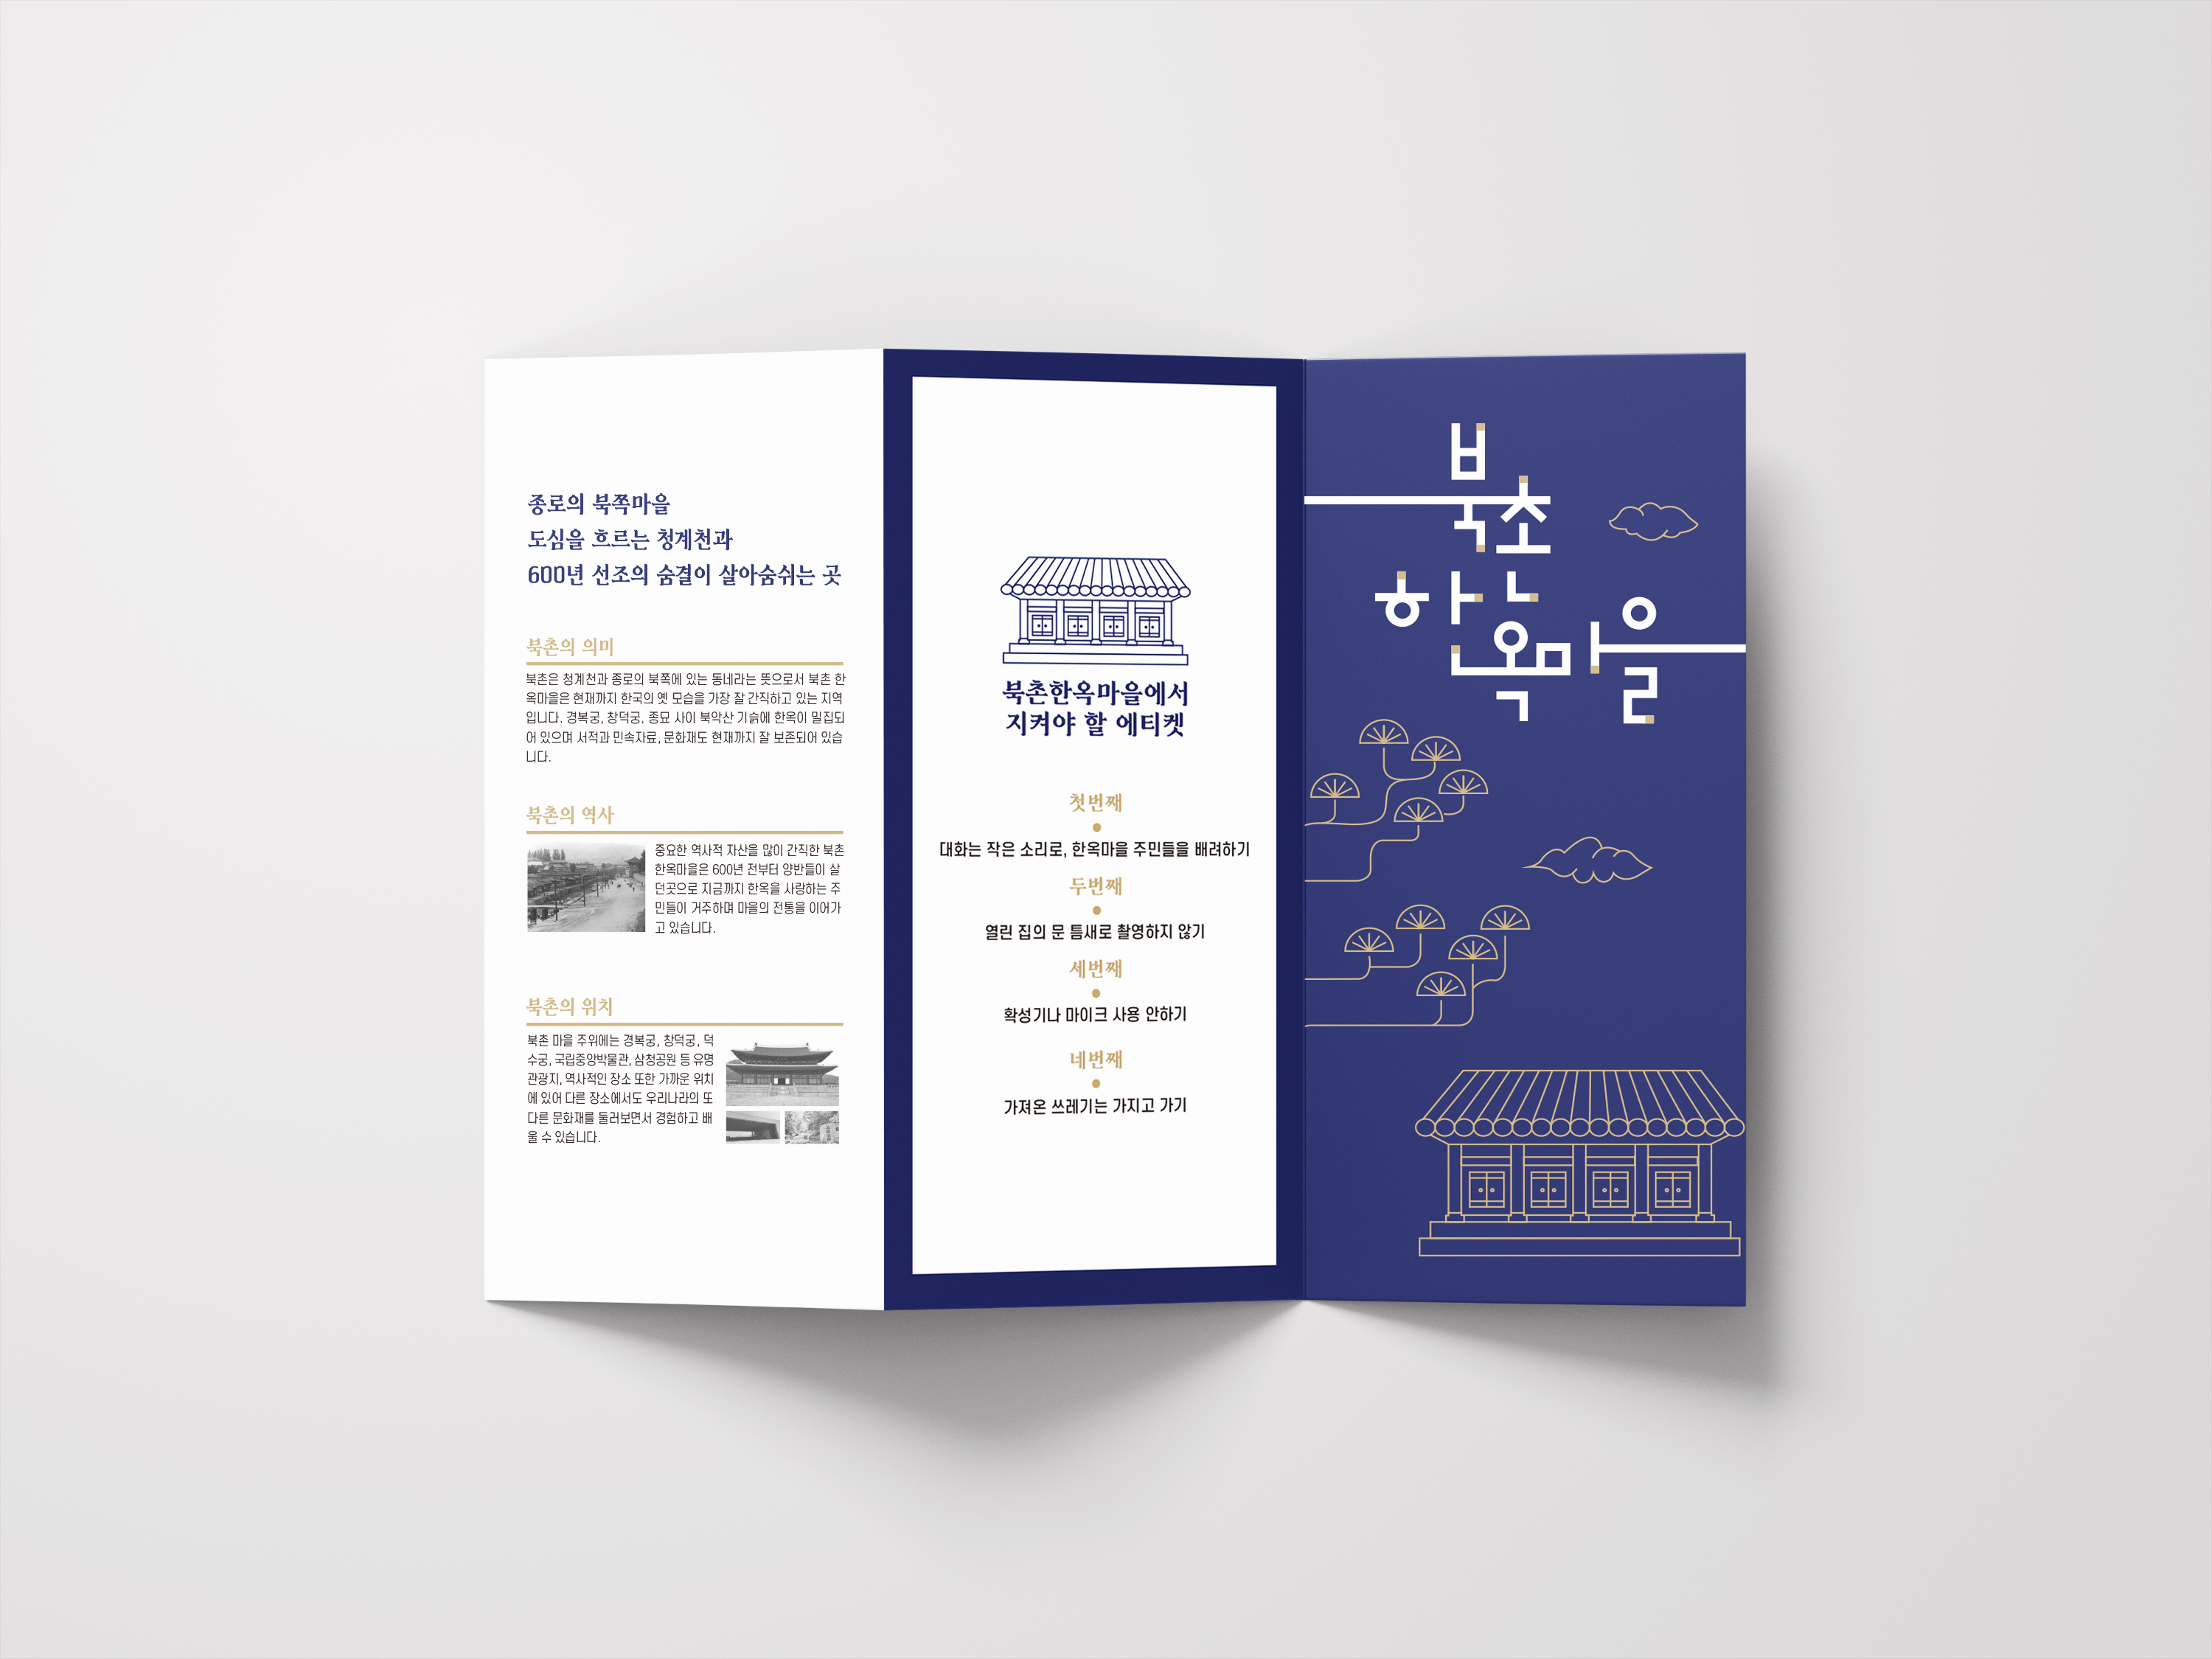 종로의 북쪽마을
도심을 흐르는 청계천과
600년 선조의 숨결이 살아숨쉬는 곳
북촌의 의미
북촌은 청계천과 종로의 북쪽에 있는 동네라는 뜻으로서 북촌 한
옥마을은 현재까지 한국의 옛 모습을 가장 잘 간직하고 있는 지역
입니다. 경복궁, 창덕궁, 종묘 사이 북악산 기슭에 한옥이 밀집되
어 있으며 서적과 민속자료, 문화재도 현재까지 잘 보존되어 있습
니다.
북촌의 역사
중요한 역사적 자산을 많이 간직한 북촌
한옥마을은 600년 전부터 양반들이 살
던곳으로 지금까지 한옥을 사랑하는 주
민들이 거주하며 마을의 전통을 이어가
고 있습니다.
북촌의 위치
북촌 마을 주위에는 경복궁, 창덕궁, 덕
수궁, 국립중앙박물관, 삼청공원 등 유명
관광지, 역사적인 장소 또한 가까운 위치
에 있어 다른 장소에서도 우리나라의 또
다른 문화재를 둘러보면서 경험하고 배
울 수 있습니다.
북촌한옥마을에서
지켜야 할 에티켓
첫번째
대화는 작은 소리로, 한옥마을 주민들을 배려하기
두번째
열린 집의 문 틈새로 촬영하지 않기
세번째
확성기나 마이크 사용 안하기
네번째
가져온 쓰레기는 가지고 가기
북촌
한옥마을